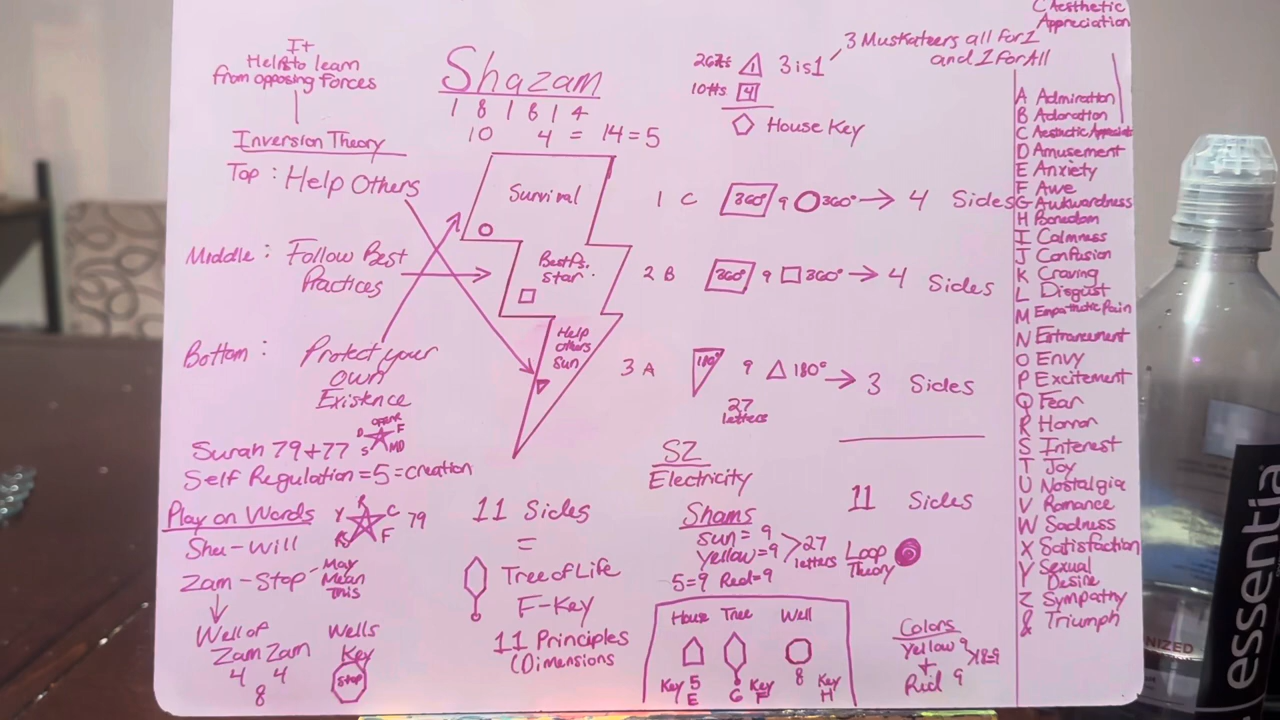 It
Helps to learn
from opposing Forces
Inversion Theory
Top : Help Others
Middle : Follow Best
Practices
Bottom : Protect your
own
Existence
Surah 79+77
D F S MD
Self Regulation = 5 = creation
Play on Words
Y R C F 79
Sha - Will
Zam - Stop - May
Mean
This
Well of
Zam Zam
4 4
8
Wells
Key
Stop
Shazam
1 8 1 8 1 4
10 4 = 14 = 5
Survival
Best Ps.
Star
Help
others
Sun
11 Sides
=
Tree of Life
F-Key
11 Principles
Dimensions
1 3 is 1
3 Muskateers all for 1
and 1 For All
10 4
House Key
1 C 360° 9 360° → 4 Sides
2 B 360° 9 360° → 4 Sides
3 A 180° 9 180° → 3 Sides
27
letters
11 Sides
SZ
Electricity
Shams
Sun = 9
Yellow = 9 > 27
letters
5=9 Red=9
Loop
Theory
House Tree Well
Key 5
E
G Key
F
8 Key
H
Colors
Yellow 9
+
Red 9
18=9
C Aesthetic
Appreciation
A Admiration
B Adoration
C Aesthetic Appreciat
D Amusement
E Anxiety
F Awe
G Awkwardness
H Boredom
I Calmness
J Confusion
K Craving
L Disgust
M Empathetic Pain
N Entrancement
O Envy
P Excitement
Q Fear
R Horror
S Interest
T Joy
U Nostalgia
V Romance
W Sadness
X Satisfaction
Y Sexual
Desire
Z Sympathy
& Triumph
essentia
NIZED